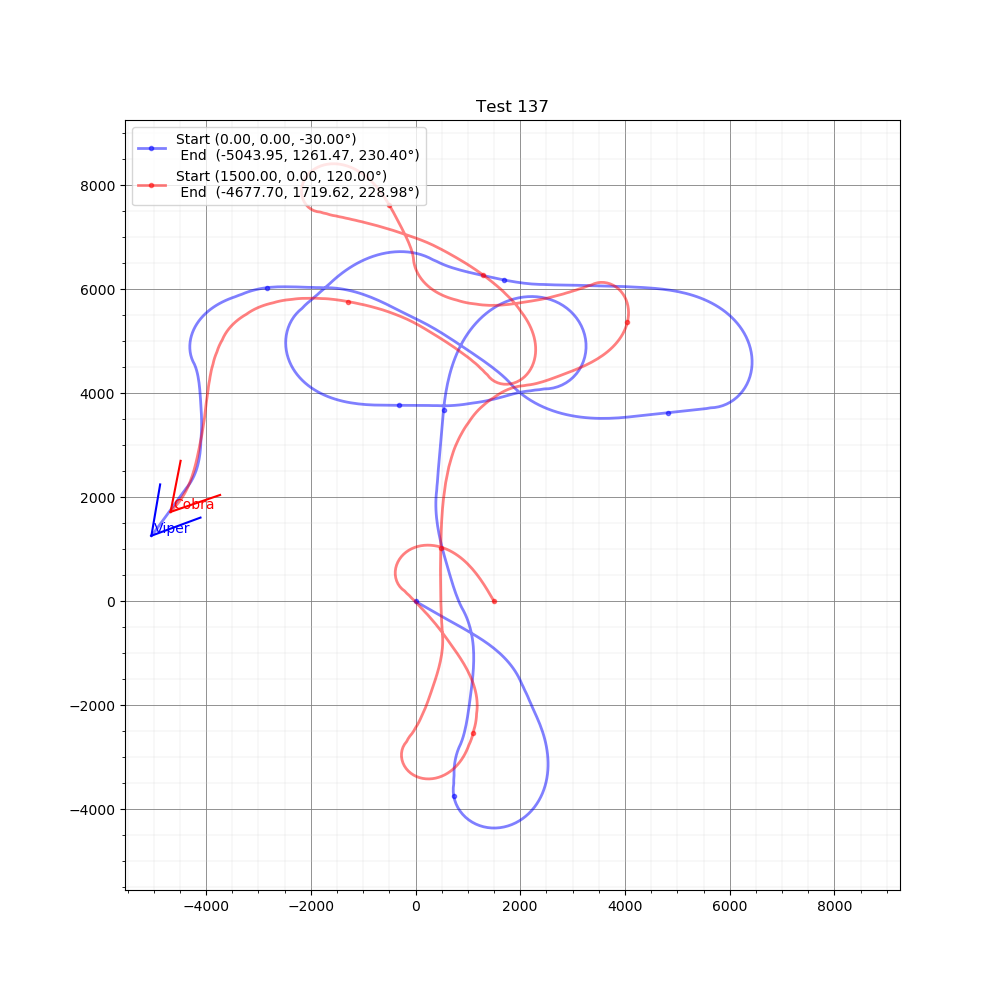 Test 137
Start (0.00, 0.00, -30.00°)
End (-5043.95, 1261.47, 230.40°)
Start (1500.00, 0.00, 120.00°)
End (-4677.70, 1719.62, 228.98°)
8000
6000
4000
2000
0
−2000
−4000
Cobra
Viper
−4000 −2000 0 2000 4000 6000 8000